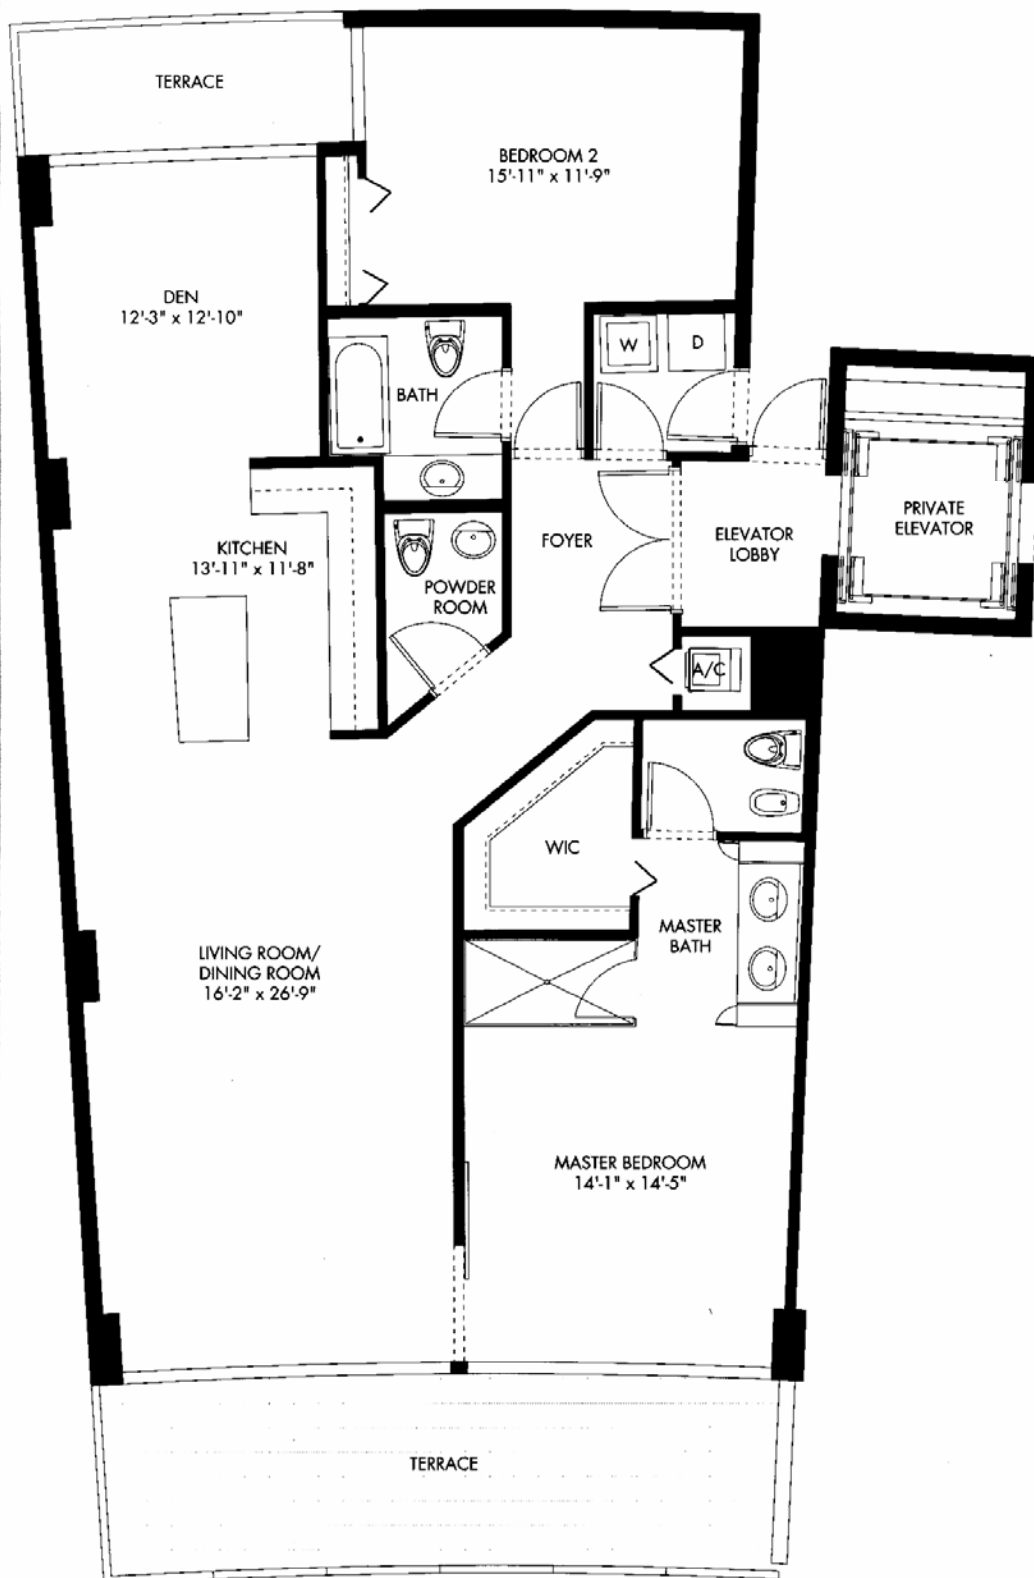 TERRACE
BEDROOM 2
15'-11" x 11'-9"
DEN
12'-3" x 12'-10"
W
D
BATH
PRIVATE
ELEVATOR
FOYER
ELEVATOR
LOBBY
KITCHEN
13'-11" x 11'-8"
POWDER
ROOM
A/C
WIC
MASTER
BATH
LIVING ROOM/
DINING ROOM
16'-2" x 26'-9"
MASTER BEDROOM
14'-1" x 14'-5"
TERRACE